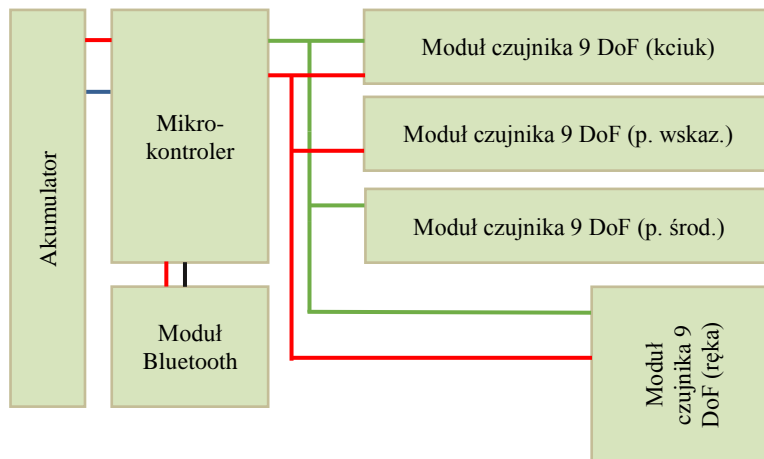 Akumulator
Mikro-
kontroler
Moduł
Bluetooth
Moduł czujnika 9 DoF (kciuk)
Moduł czujnika 9 DoF (p. wskaz.)
Moduł czujnika 9 DoF (p. środ.)
Moduł
czujnika 9
DoF (ręka)